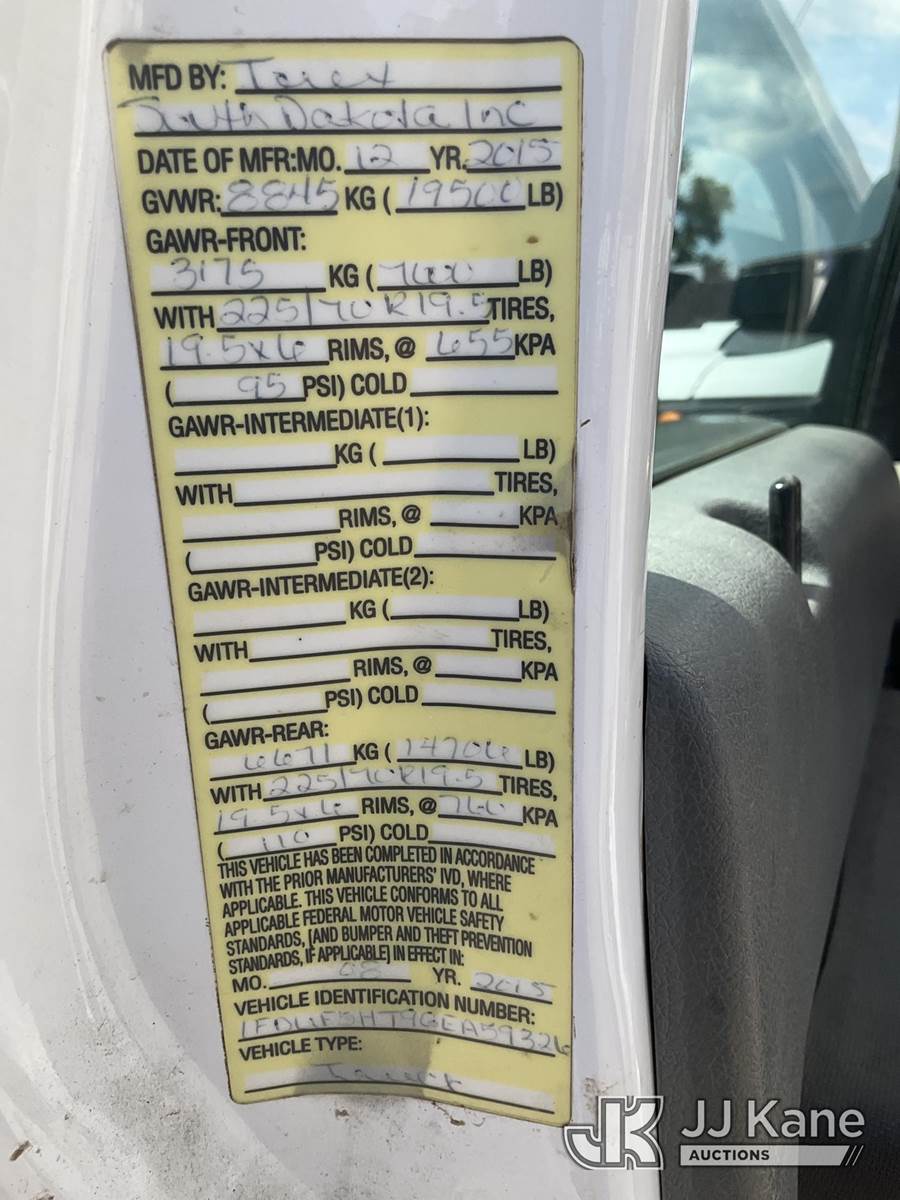 MFD BY: Terex
South Dakota Inc
DATE OF MFR:MO. 12 YR. 2015
GVWR: 8845 KG ( 19500 LB)
GAWR-FRONT:
3175 KG ( 7000 LB)
WITH 225/70R19.5 TIRES,
19.5x6 RIMS, @ 655 KPA
( 95 PSI) COLD
GAWR-INTERMEDIATE(1):
KG ( LB)
WITH TIRES,
RIMS, @ KPA
( PSI) COLD
GAWR-INTERMEDIATE(2):
KG ( LB)
WITH TIRES,
RIMS, @ KPA
( PSI) COLD
GAWR-REAR:
6671 KG ( 14706 LB)
WITH 225/70R19.5 TIRES,
19.5x6 RIMS, @ 760 KPA
( 110 PSI) COLD
THIS VEHICLE HAS BEEN COMPLETED IN ACCORDANCE
WITH THE PRIOR MANUFACTURERS' IVD, WHERE
APPLICABLE. THIS VEHICLE CONFORMS TO ALL
APPLICABLE FEDERAL MOTOR VEHICLE SAFETY
STANDARDS, [AND BUMPER AND THEFT PREVENTION
STANDARDS, IF APPLICABLE] IN EFFECT IN:
MO. 08 YR. 2015
VEHICLE IDENTIFICATION NUMBER:
1FDUF5HT9GEA59326
VEHICLE TYPE:
JK JJ Kane
AUCTIONS